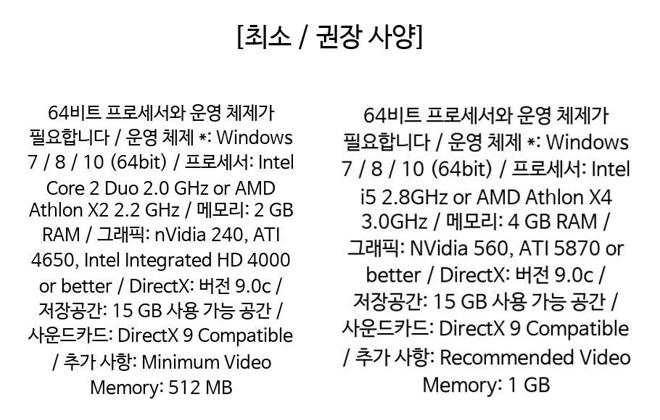 [최소 / 권장 사양]
64비트 프로세서와 운영 체제가
필요합니다 / 운영 체제 *: Windows
7 / 8 / 10 (64bit) / 프로세서: Intel
Core 2 Duo 2.0 GHz or AMD
Athlon X2 2.2 GHz / 메모리: 2 GB
RAM / 그래픽: nVidia 240, ATI
4650, Intel Integrated HD 4000
or better / DirectX: 버전 9.0c /
저장공간: 15 GB 사용 가능 공간 /
사운드카드: DirectX 9 Compatible
/ 추가 사항: Minimum Video
Memory: 512 MB
64비트 프로세서와 운영 체제가
필요합니다 / 운영 체제 *: Windows
7 / 8 / 10 (64bit) / 프로세서: Intel
i5 2.8GHz or AMD Athlon X4
3.0GHz / 메모리: 4 GB RAM /
그래픽: NVidia 560, ATI 5870 or
better / DirectX: 버전 9.0c /
저장공간: 15 GB 사용 가능 공간 /
사운드카드: DirectX 9 Compatible
/ 추가 사항: Recommended Video
Memory: 1 GB